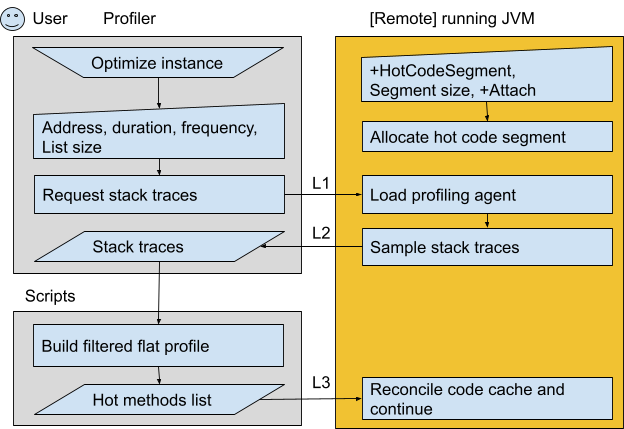 User
Profiler
[Remote] running JVM
Optimize instance
Address, duration, frequency,
List size
Request stack traces
L1
L2
Stack traces
+HotCodeSegment,
Segment size, +Attach
Allocate hot code segment
Load profiling agent
Sample stack traces
Scripts
Build filtered flat profile
Hot methods list
L3
Reconcile code cache and
continue